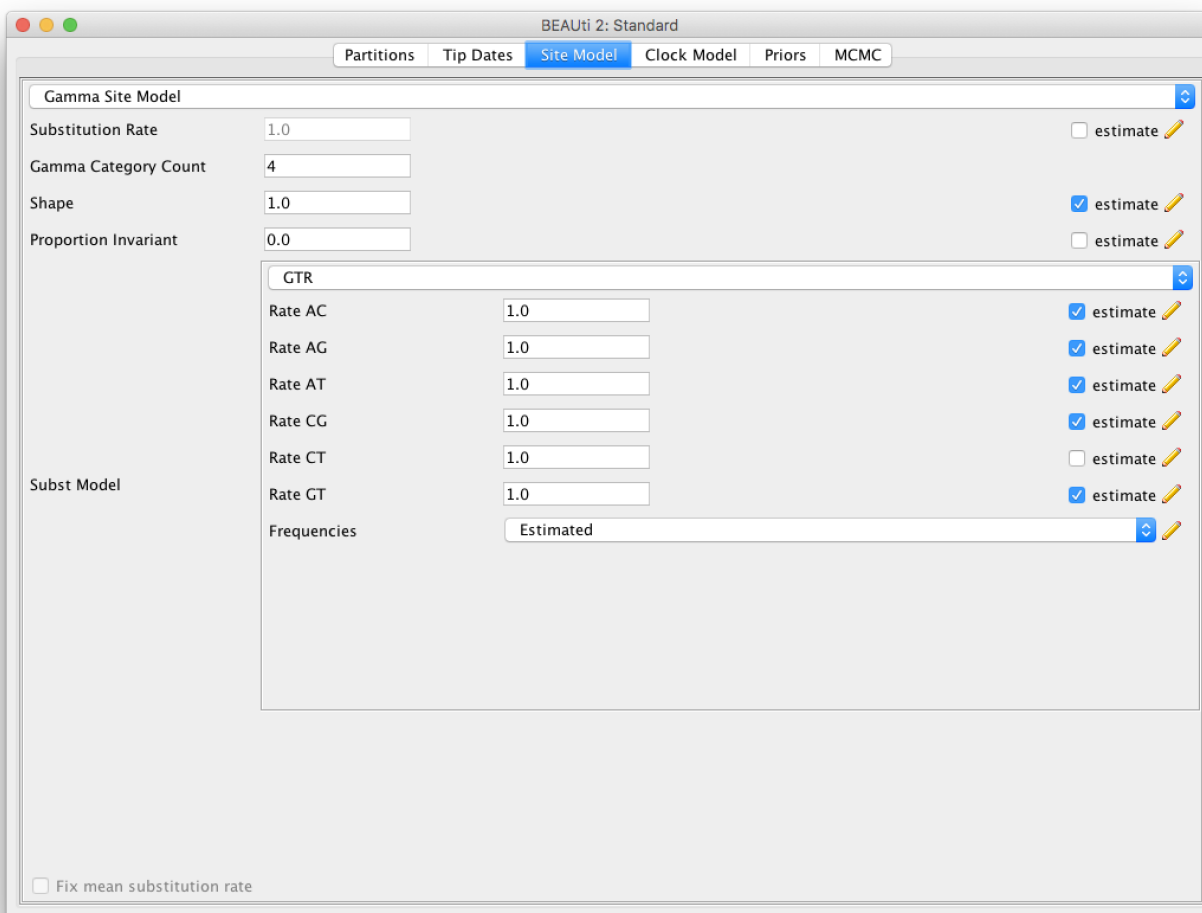 BEAUti 2: Standard
Partitions Tip Dates Site Model Clock Model Priors MCMC
Gamma Site Model
Substitution Rate 1.0 estimate
Gamma Category Count 4
Shape 1.0 estimate
Proportion Invariant 0.0 estimate
GTR
Rate AC 1.0 estimate
Rate AG 1.0 estimate
Rate AT 1.0 estimate
Rate CG 1.0 estimate
Rate CT 1.0 estimate
Subst Model
Rate GT 1.0 estimate
Frequencies Estimated
Fix mean substitution rate